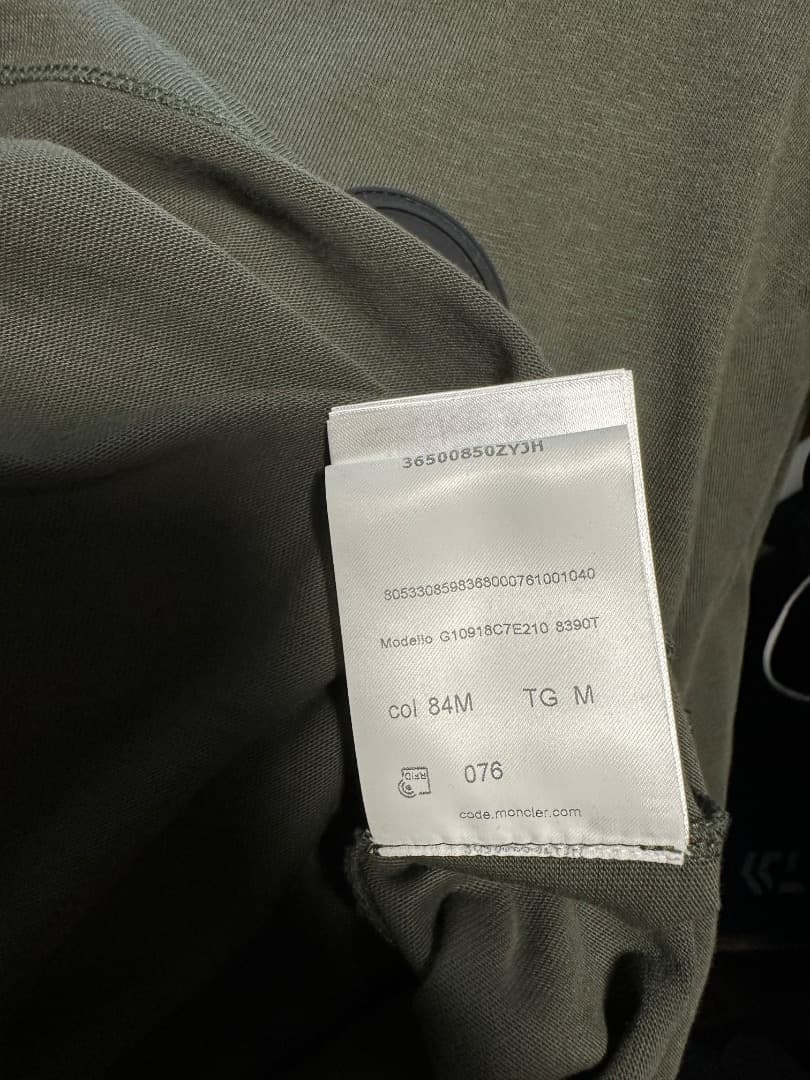 36500850ZYJH
8053308598368000761001040
Modello G10918C7E210 8390T
col 84M TG M
RFID
076
code.moncler.com